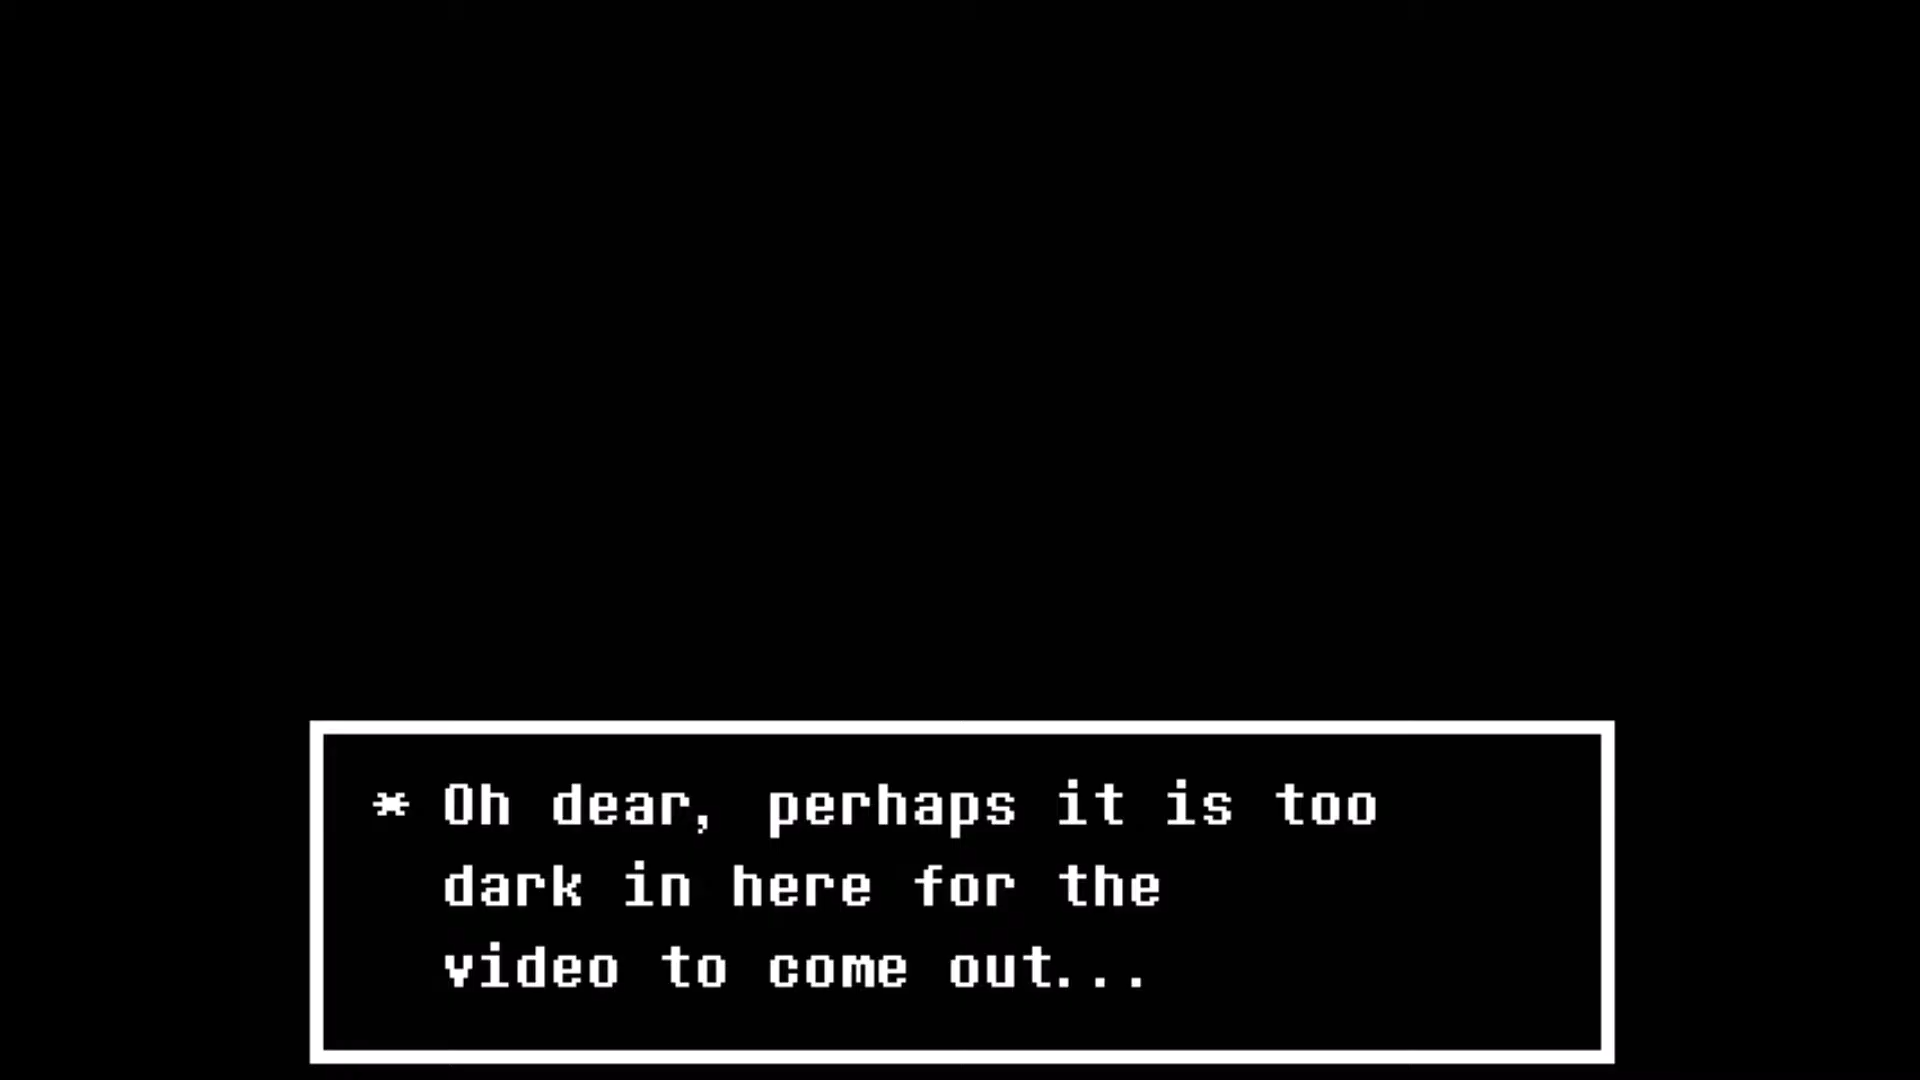 * Oh dear, perhaps it is too
dark in here for the
video to come out...